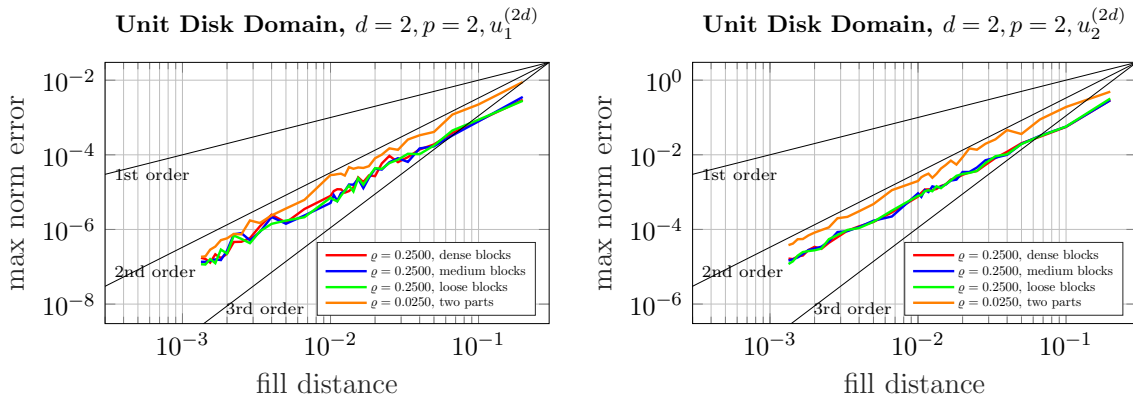 Unit Disk Domain, d = 2, p = 2, u_1^{(2d)}
10^{-2}
10^{-4}
10^{-6}
10^{-8}
max norm error
1st order
2nd order
3rd order
ϱ = 0.2500, dense blocks
ϱ = 0.2500, medium blocks
ϱ = 0.2500, loose blocks
ϱ = 0.0250, two parts
10^{-3}
10^{-2}
10^{-1}
fill distance
Unit Disk Domain, d = 2, p = 2, u_2^{(2d)}
10^{0}
10^{-2}
10^{-4}
10^{-6}
max norm error
1st order
2nd order
3rd order
ϱ = 0.2500, dense blocks
ϱ = 0.2500, medium blocks
ϱ = 0.2500, loose blocks
ϱ = 0.0250, two parts
10^{-3}
10^{-2}
10^{-1}
fill distance